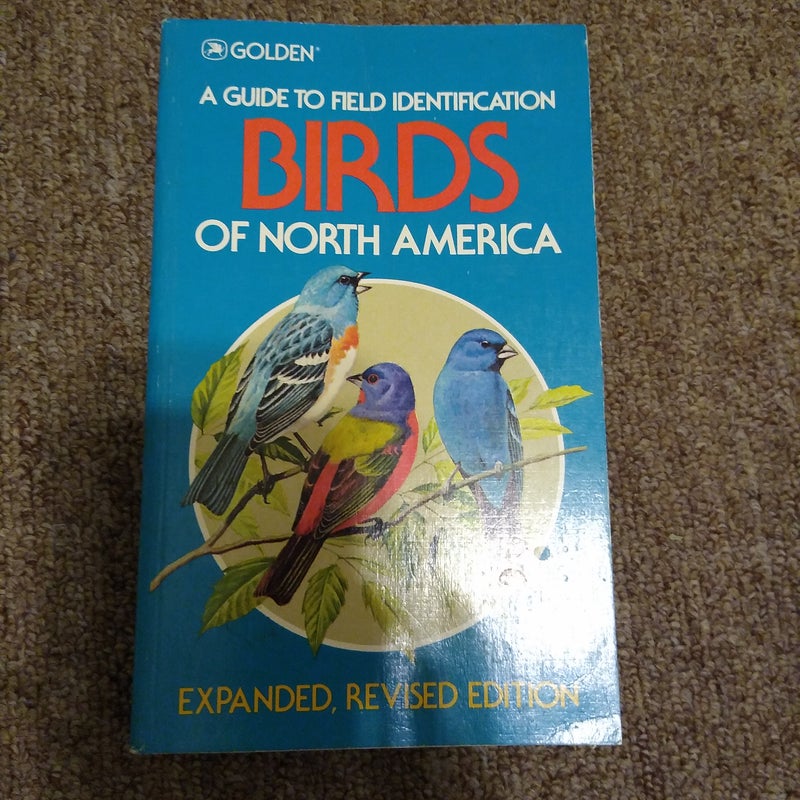 GOLDEN®
A GUIDE TO FIELD IDENTIFICATION
BIRDS
OF NORTH AMERICA
EXPANDED, REVISED EDITION